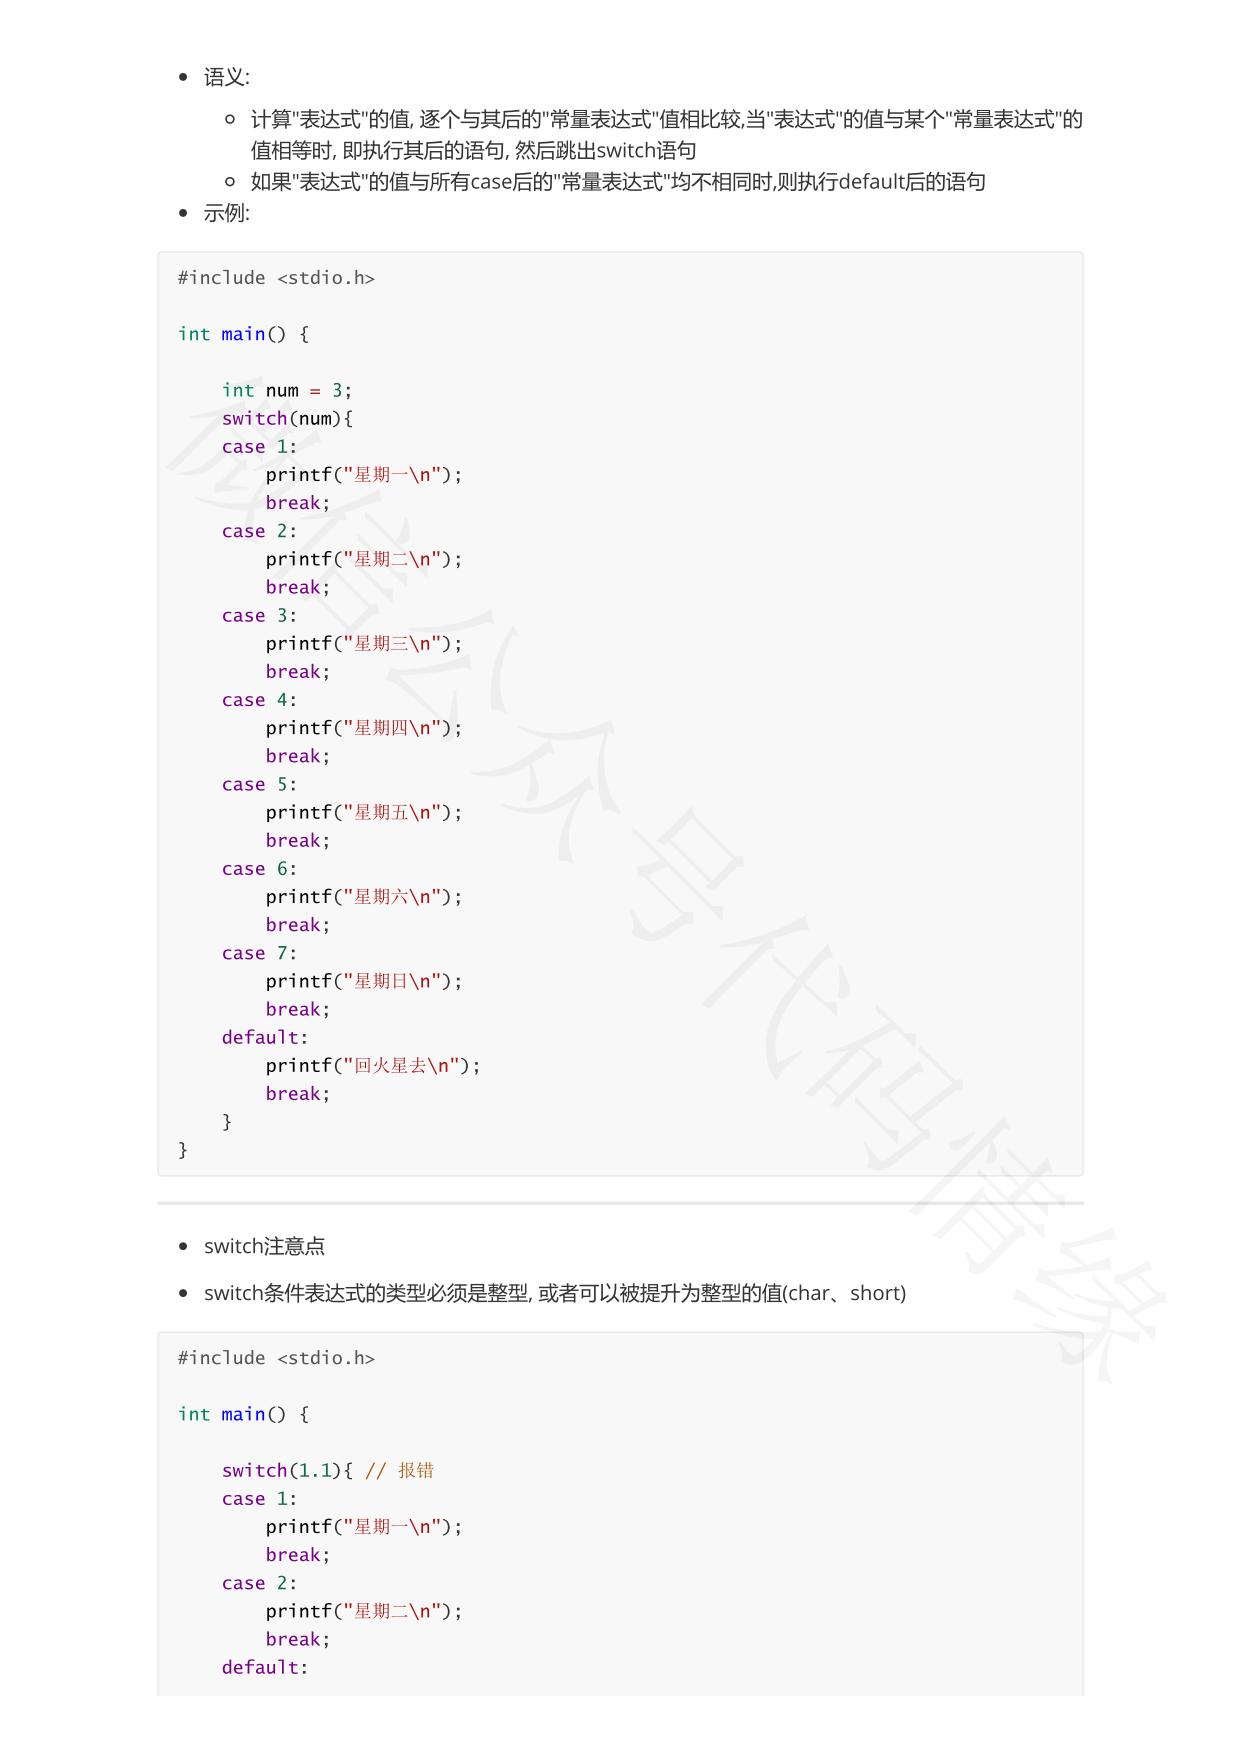 语义:
计算"表达式"的值, 逐个与其后的"常量表达式"值相比较,当"表达式"的值与某个"常量表达式"的
值相等时, 即执行其后的语句, 然后跳出switch语句
如果"表达式"的值与所有case后的"常量表达式"均不相同时,则执行default后的语句
示例:
#include <stdio.h>
int main() {
    int num = 3;
    switch(num){
    case 1:
        printf("星期一\n");
        break;
    case 2:
        printf("星期二\n");
        break;
    case 3:
        printf("星期三\n");
        break;
    case 4:
        printf("星期四\n");
        break;
    case 5:
        printf("星期五\n");
        break;
    case 6:
        printf("星期六\n");
        break;
    case 7:
        printf("星期日\n");
        break;
    default:
        printf("回火星去\n");
        break;
    }
}
switch注意点
switch条件表达式的类型必须是整型, 或者可以被提升为整型的值(char、short)
#include <stdio.h>
int main() {
    switch(1.1){ // 报错
    case 1:
        printf("星期一\n");
        break;
    case 2:
        printf("星期二\n");
        break;
    default:
微信公众号代码情缘